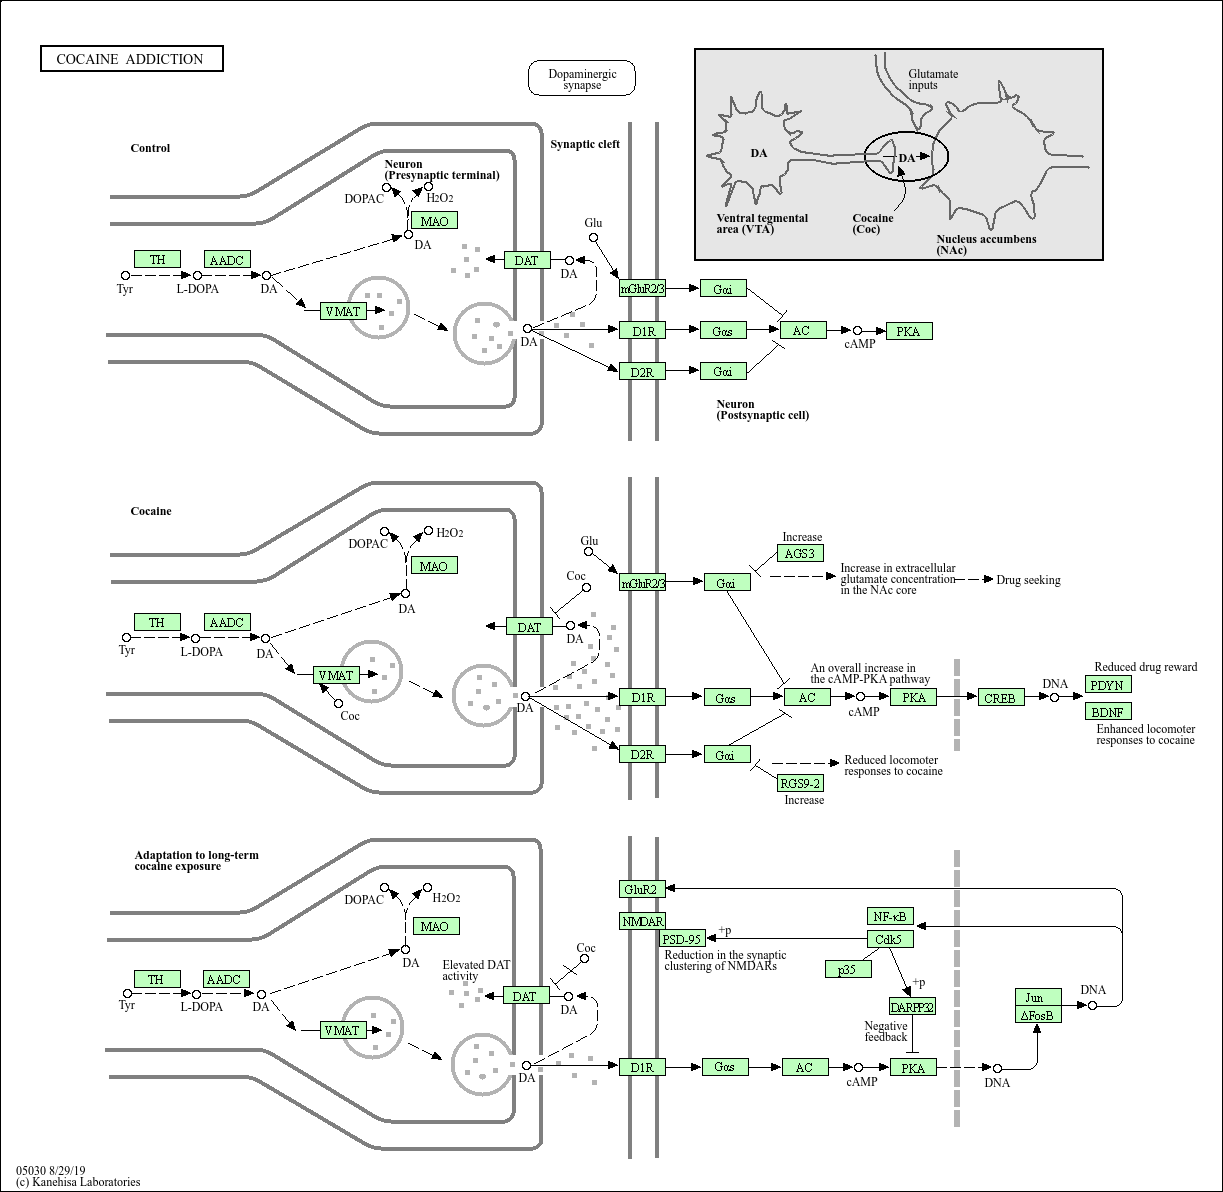 COCAINE ADDICTION
Dopaminergic
synapse
Glutamate
inputs
DA
DA
Ventral tegmental
area (VTA)
Cocaine
(Coc)
Nucleus accumbens
(NAc)
Control
Synaptic cleft
Neuron
(Presynaptic terminal)
DOPAC
H2O2
MAO
DA
TH
AADC
Tyr
L-DOPA
DA
VMAT
DAT
DA
Glu
DA
mGluR2/3
Gαi
D1R
Gαs
AC
cAMP
PKA
D2R
Gαi
Neuron
(Postsynaptic cell)
Cocaine
DOPAC
H2O2
MAO
DA
TH
AADC
Tyr
L-DOPA
DA
VMAT
Coc
Glu
Coc
DAT
DA
DA
mGluR2/3
Gαi
Increase
AGS3
Increase in extracellular
glutamate concentration
in the NAc core
Drug seeking
An overall increase in
the cAMP-PKA pathway
D1R
Gαs
AC
cAMP
PKA
CREB
DNA
Reduced drug reward
PDYN
BDNF
Enhanced locomoter
responses to cocaine
D2R
Gαi
Reduced locomoter
responses to cocaine
RGS9-2
Increase
Adaptation to long-term
cocaine exposure
DOPAC
H2O2
MAO
DA
TH
AADC
Tyr
L-DOPA
DA
VMAT
Elevated DAT
activity
Coc
DAT
DA
DA
GluR2
NMDAR
PSD-95
+p
Reduction in the synaptic
clustering of NMDARs
NF-κB
Cdk5
p35
+p
DARPP32
Negative
feedback
Jun
ΔFosB
DNA
D1R
Gαs
AC
cAMP
PKA
DNA
05030 8/29/19
(c) Kanehisa Laboratories